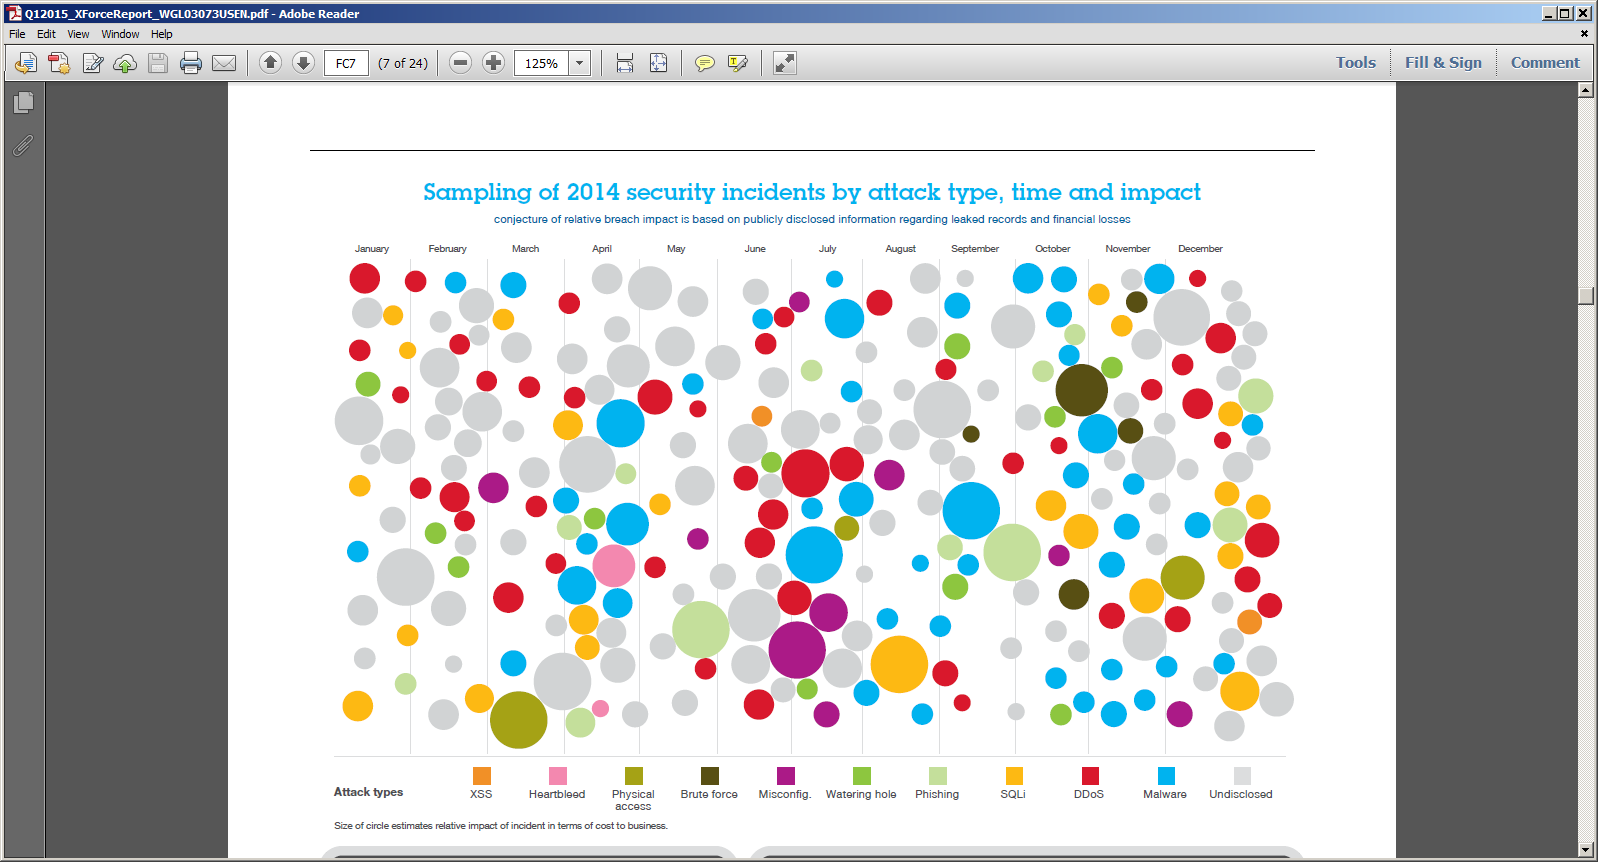 Q12015_XForceReport_WGL03073USEN.pdf - Adobe Reader
File Edit View Window Help
FC7 (7 of 24) 125% Tools Fill & Sign Comment
Sampling of 2014 security incidents by attack type, time and impact
conjecture of relative breach impact is based on publicly disclosed information regarding leaked records and financial losses
January February March April May June July August September October November December
Attack types
XSS Heartbleed Physical access Brute force Misconfig. Watering hole Phishing SQLi DDoS Malware Undisclosed
Size of circle estimates relative impact of incident in terms of cost to business.